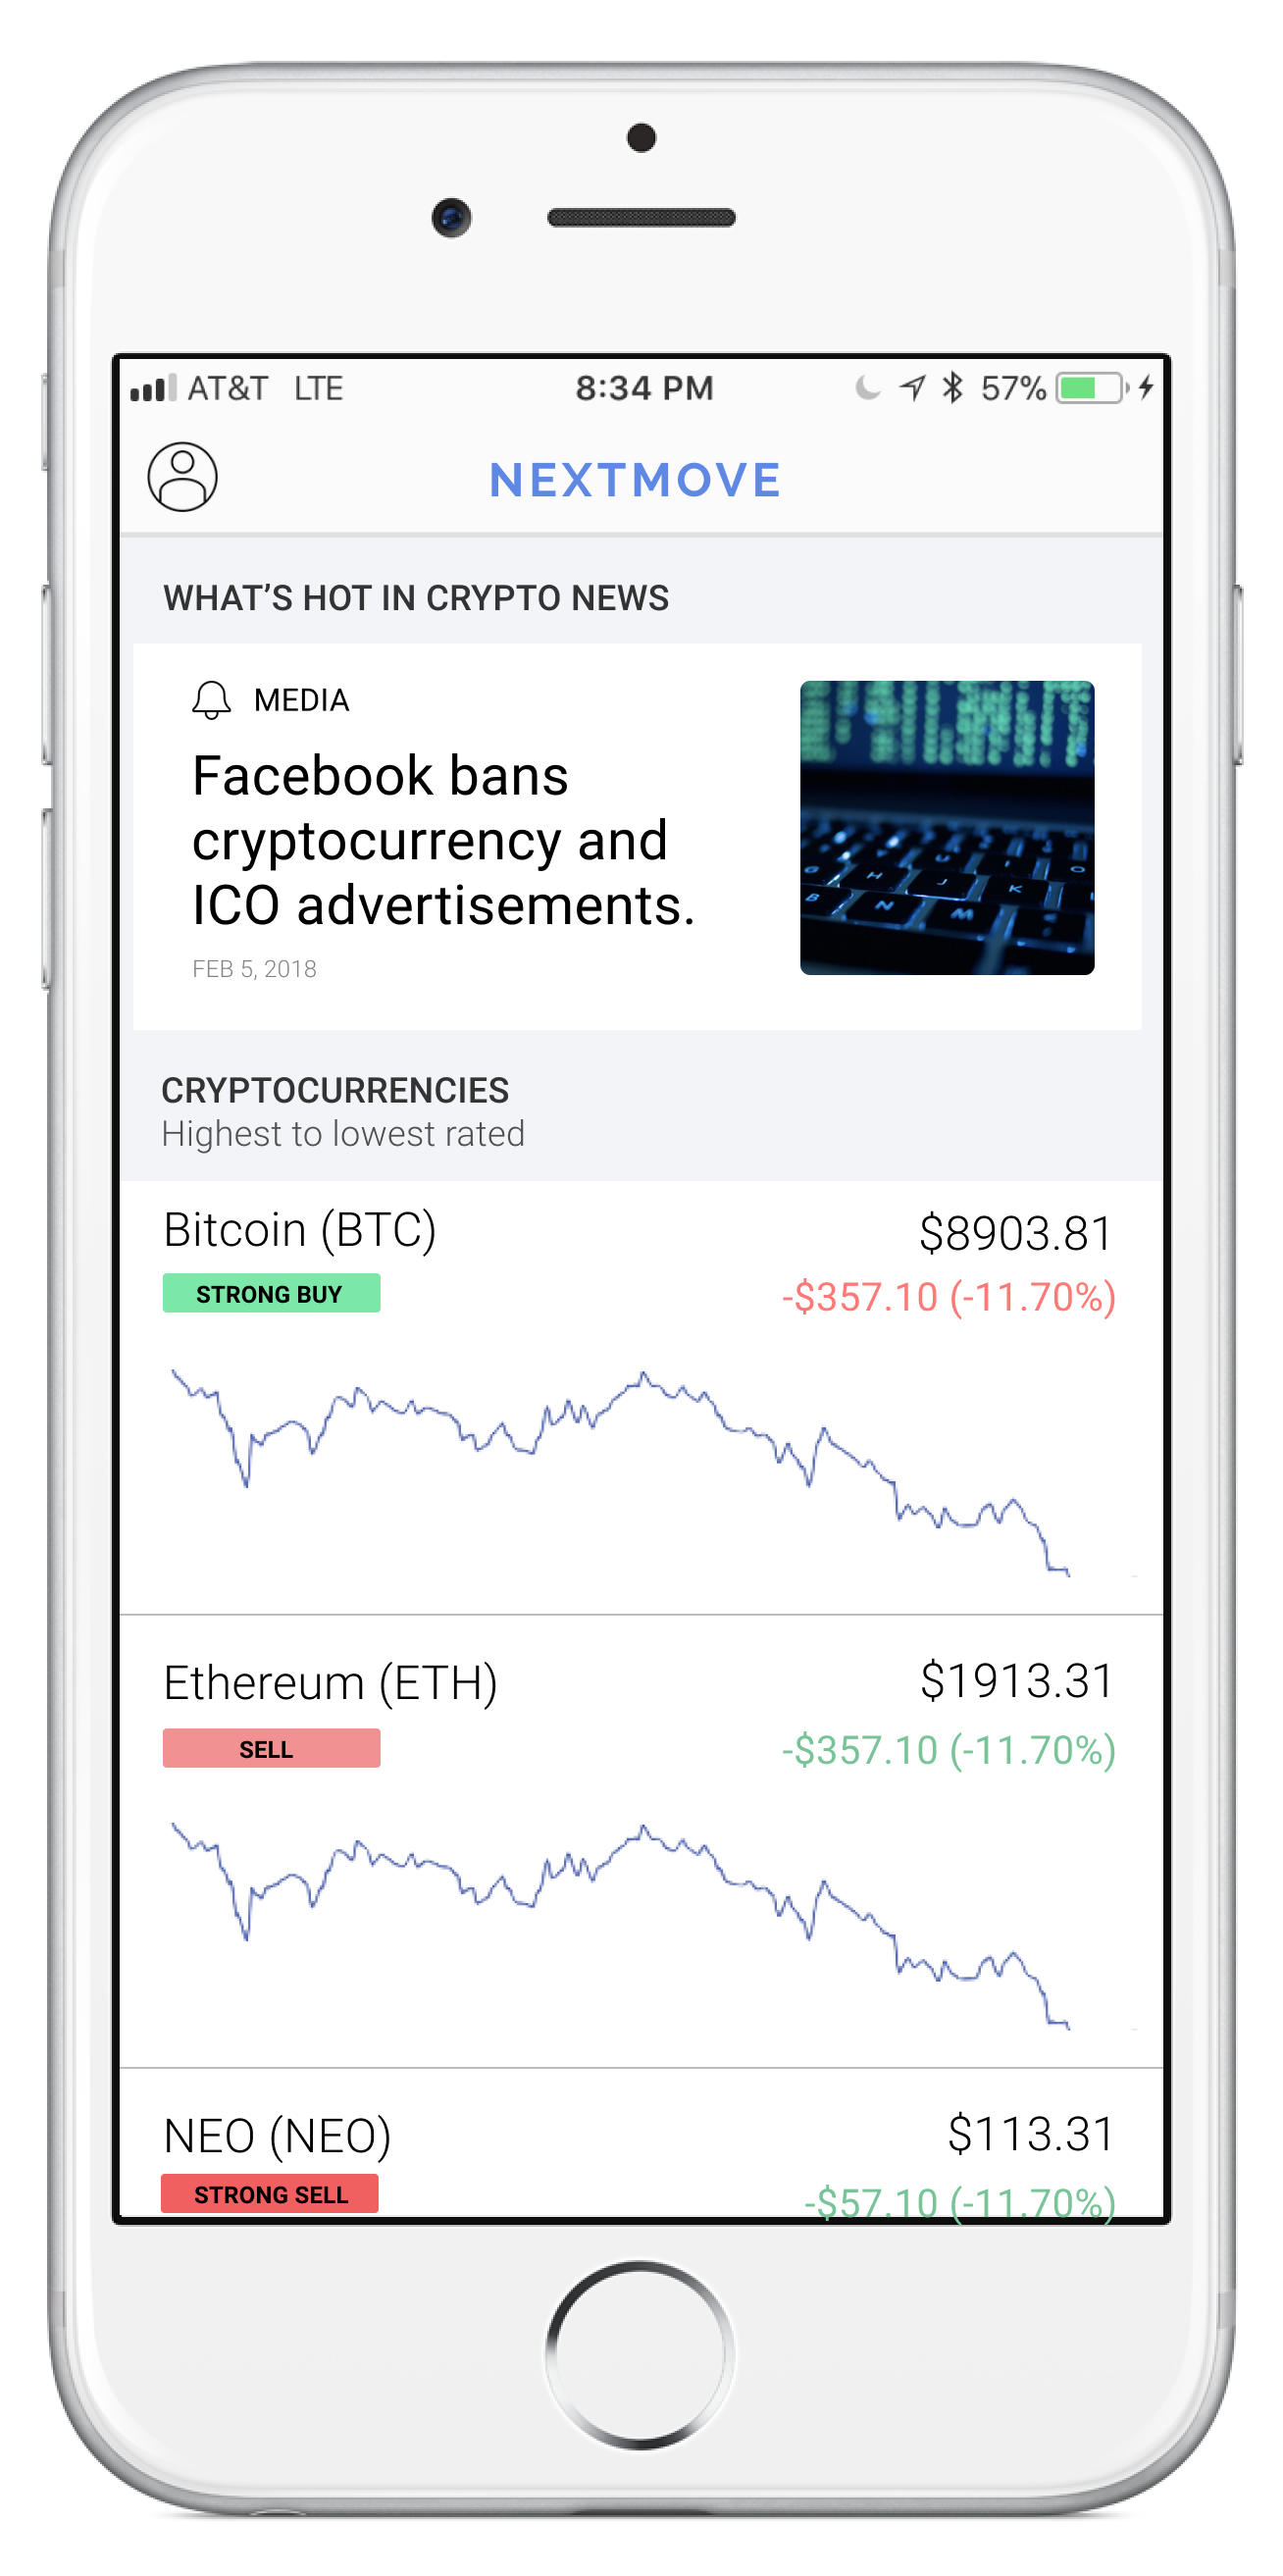 AT&T LTE 8:34 PM 57%
NEXTMOVE
WHAT’S HOT IN CRYPTO NEWS
MEDIA
Facebook bans
cryptocurrency and
ICO advertisements.
FEB 5, 2018
CRYPTOCURRENCIES
Highest to lowest rated
Bitcoin (BTC) $8903.81
STRONG BUY -$357.10 (-11.70%)
Ethereum (ETH) $1913.31
SELL -$357.10 (-11.70%)
NEO (NEO) $113.31
STRONG SELL -$57.10 (-11.70%)